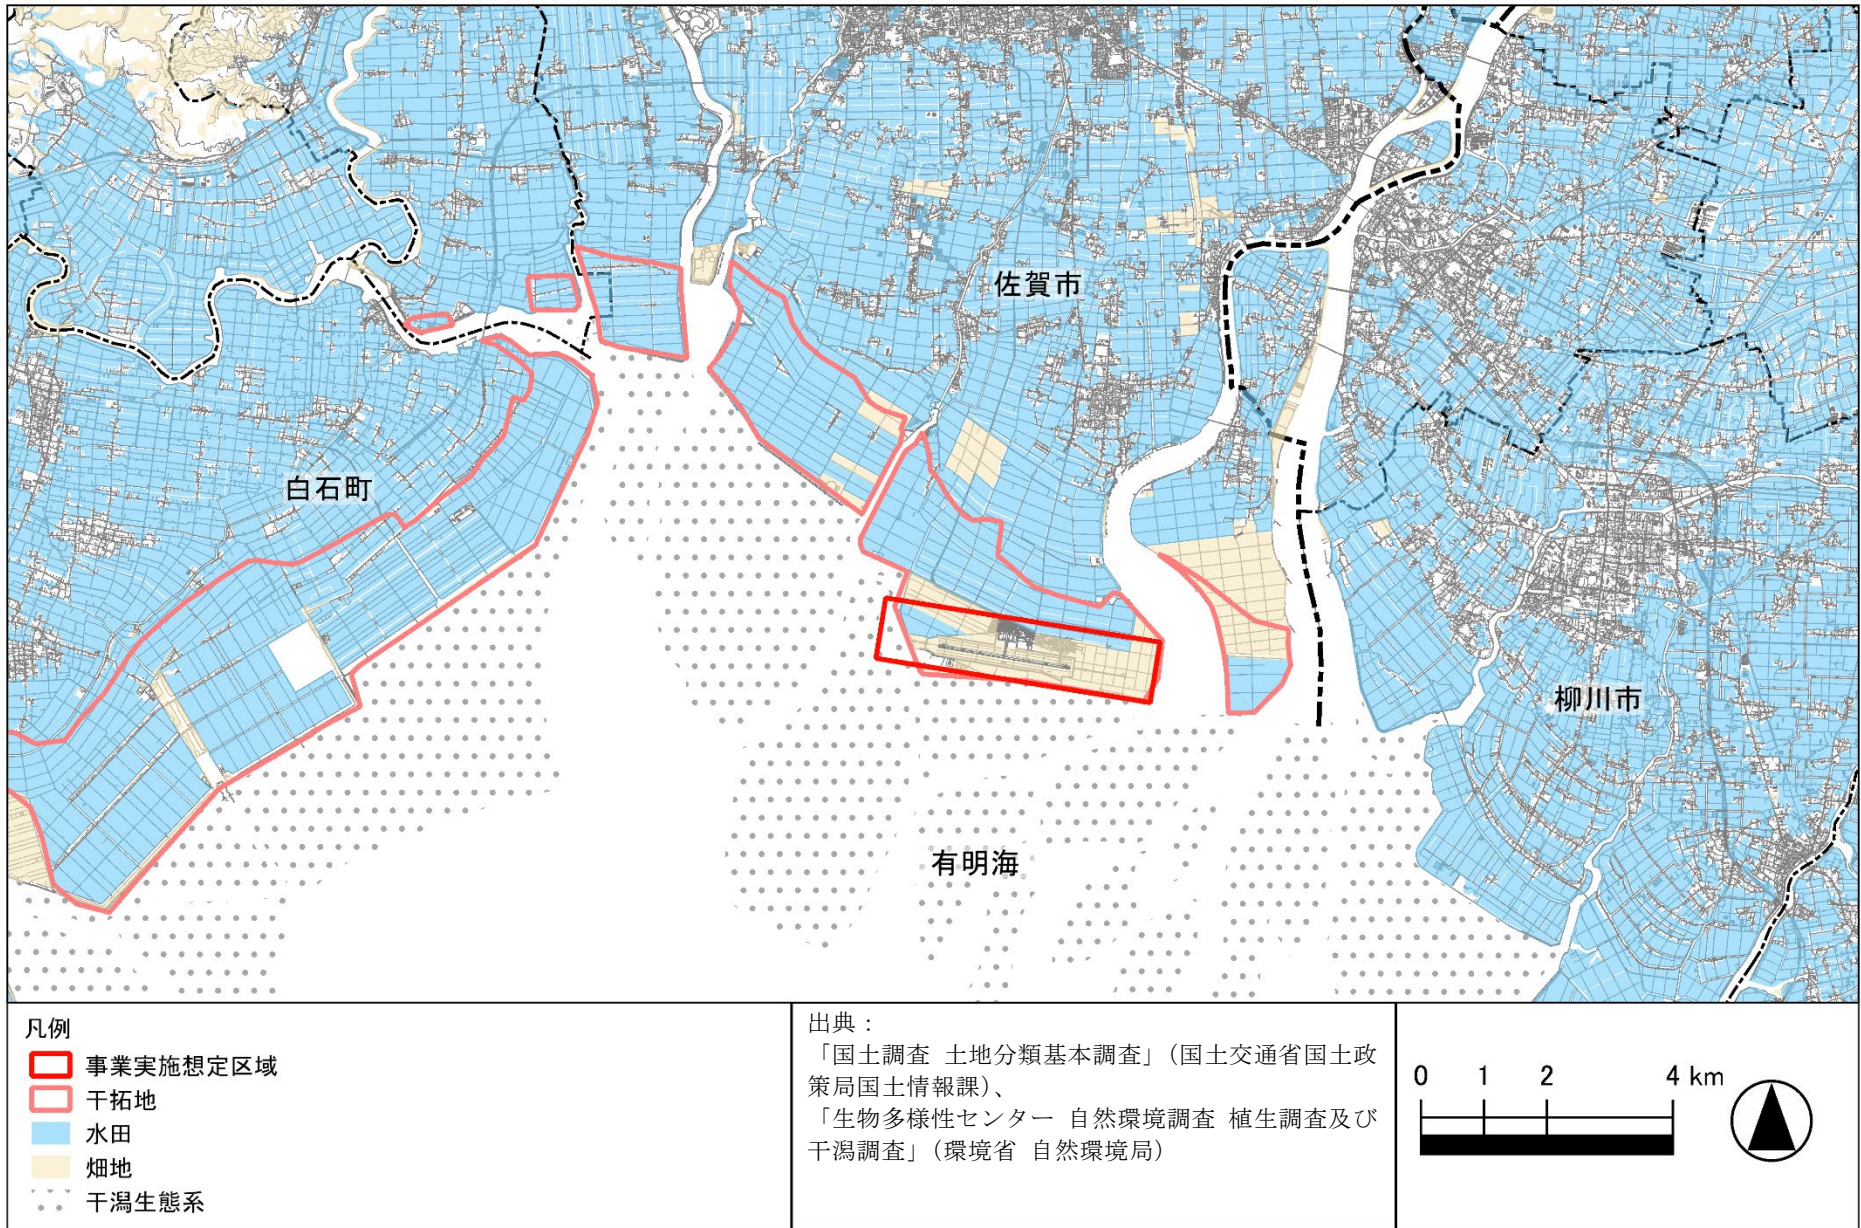 佐賀市
白石町
柳川市
有明海
凡例
事業実施想定区域
干拓地
水田
畑地
干潟生態系
出典：
「国土調査 土地分類基本調査」（国土交通省国土政
策局国土情報課）、
「生物多様性センター 自然環境調査 植生調査及び
干潟調査」（環境省 自然環境局）
0 1 2 4 km